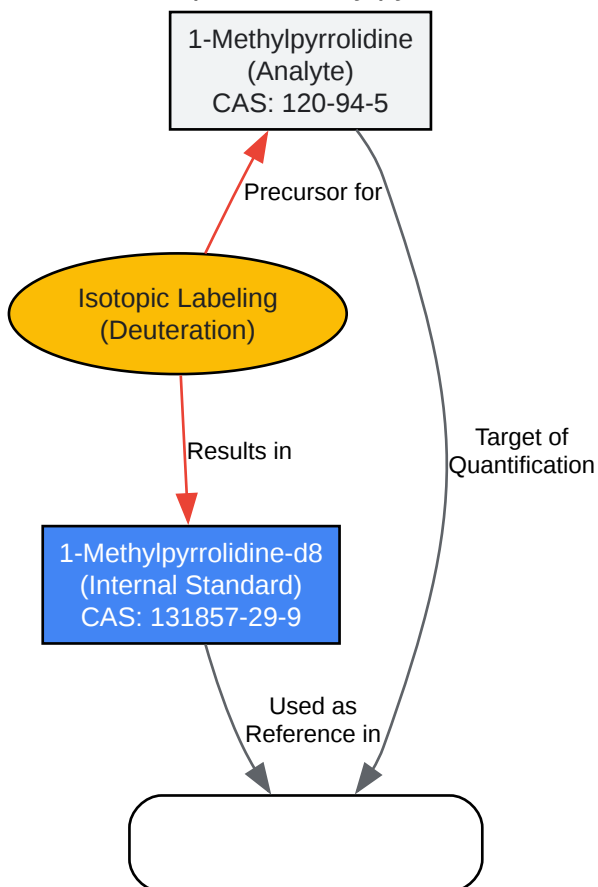 1-Methylpyrrolidine
(Analyte)
CAS: 120-94-5
Precursor for
Isotopic Labeling
(Deuteration)
Target of
Quantification
Results in
1-Methylpyrrolidine-d8
(Internal Standard)
CAS: 131857-29-9
Used as
Reference in